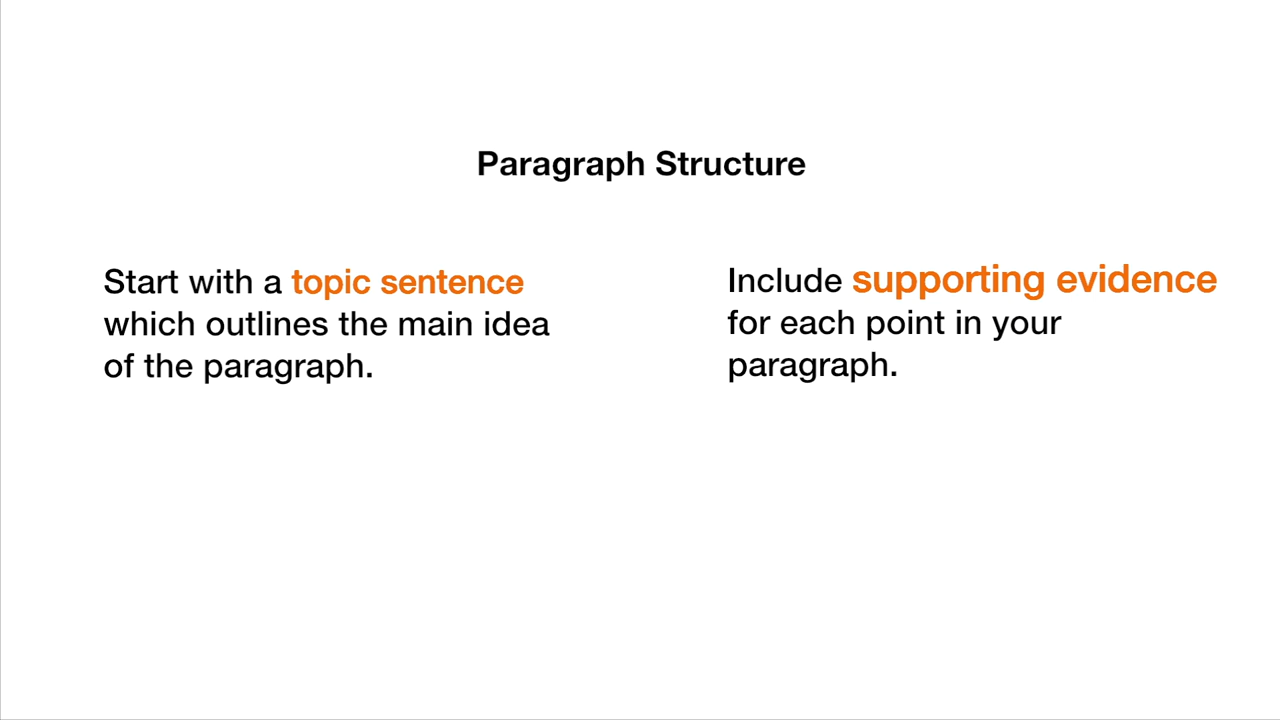 Paragraph Structure
Start with a topic sentence
which outlines the main idea
of the paragraph.
Include supporting evidence
for each point in your
paragraph.